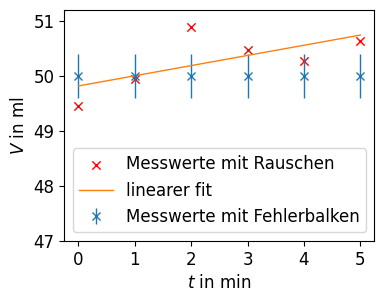 51
50
49
48
47
V in ml
Messwerte mit Rauschen
linearer fit
Messwerte mit Fehlerbalken
0 1 2 3 4 5
t in min